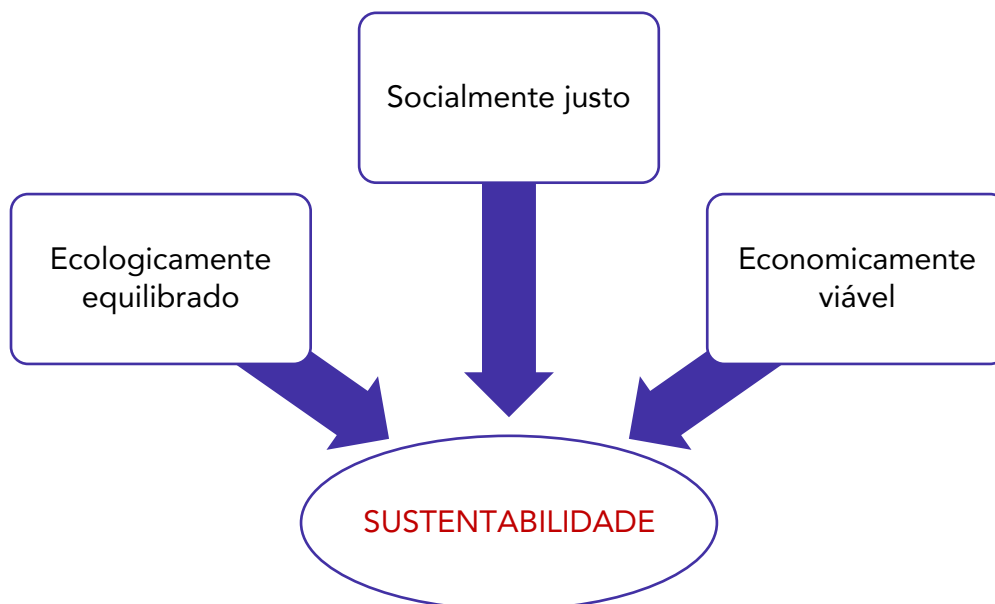 Socialmente justo
Ecologicamente
equilibrado
Economicamente
viável
SUSTENTABILIDADE